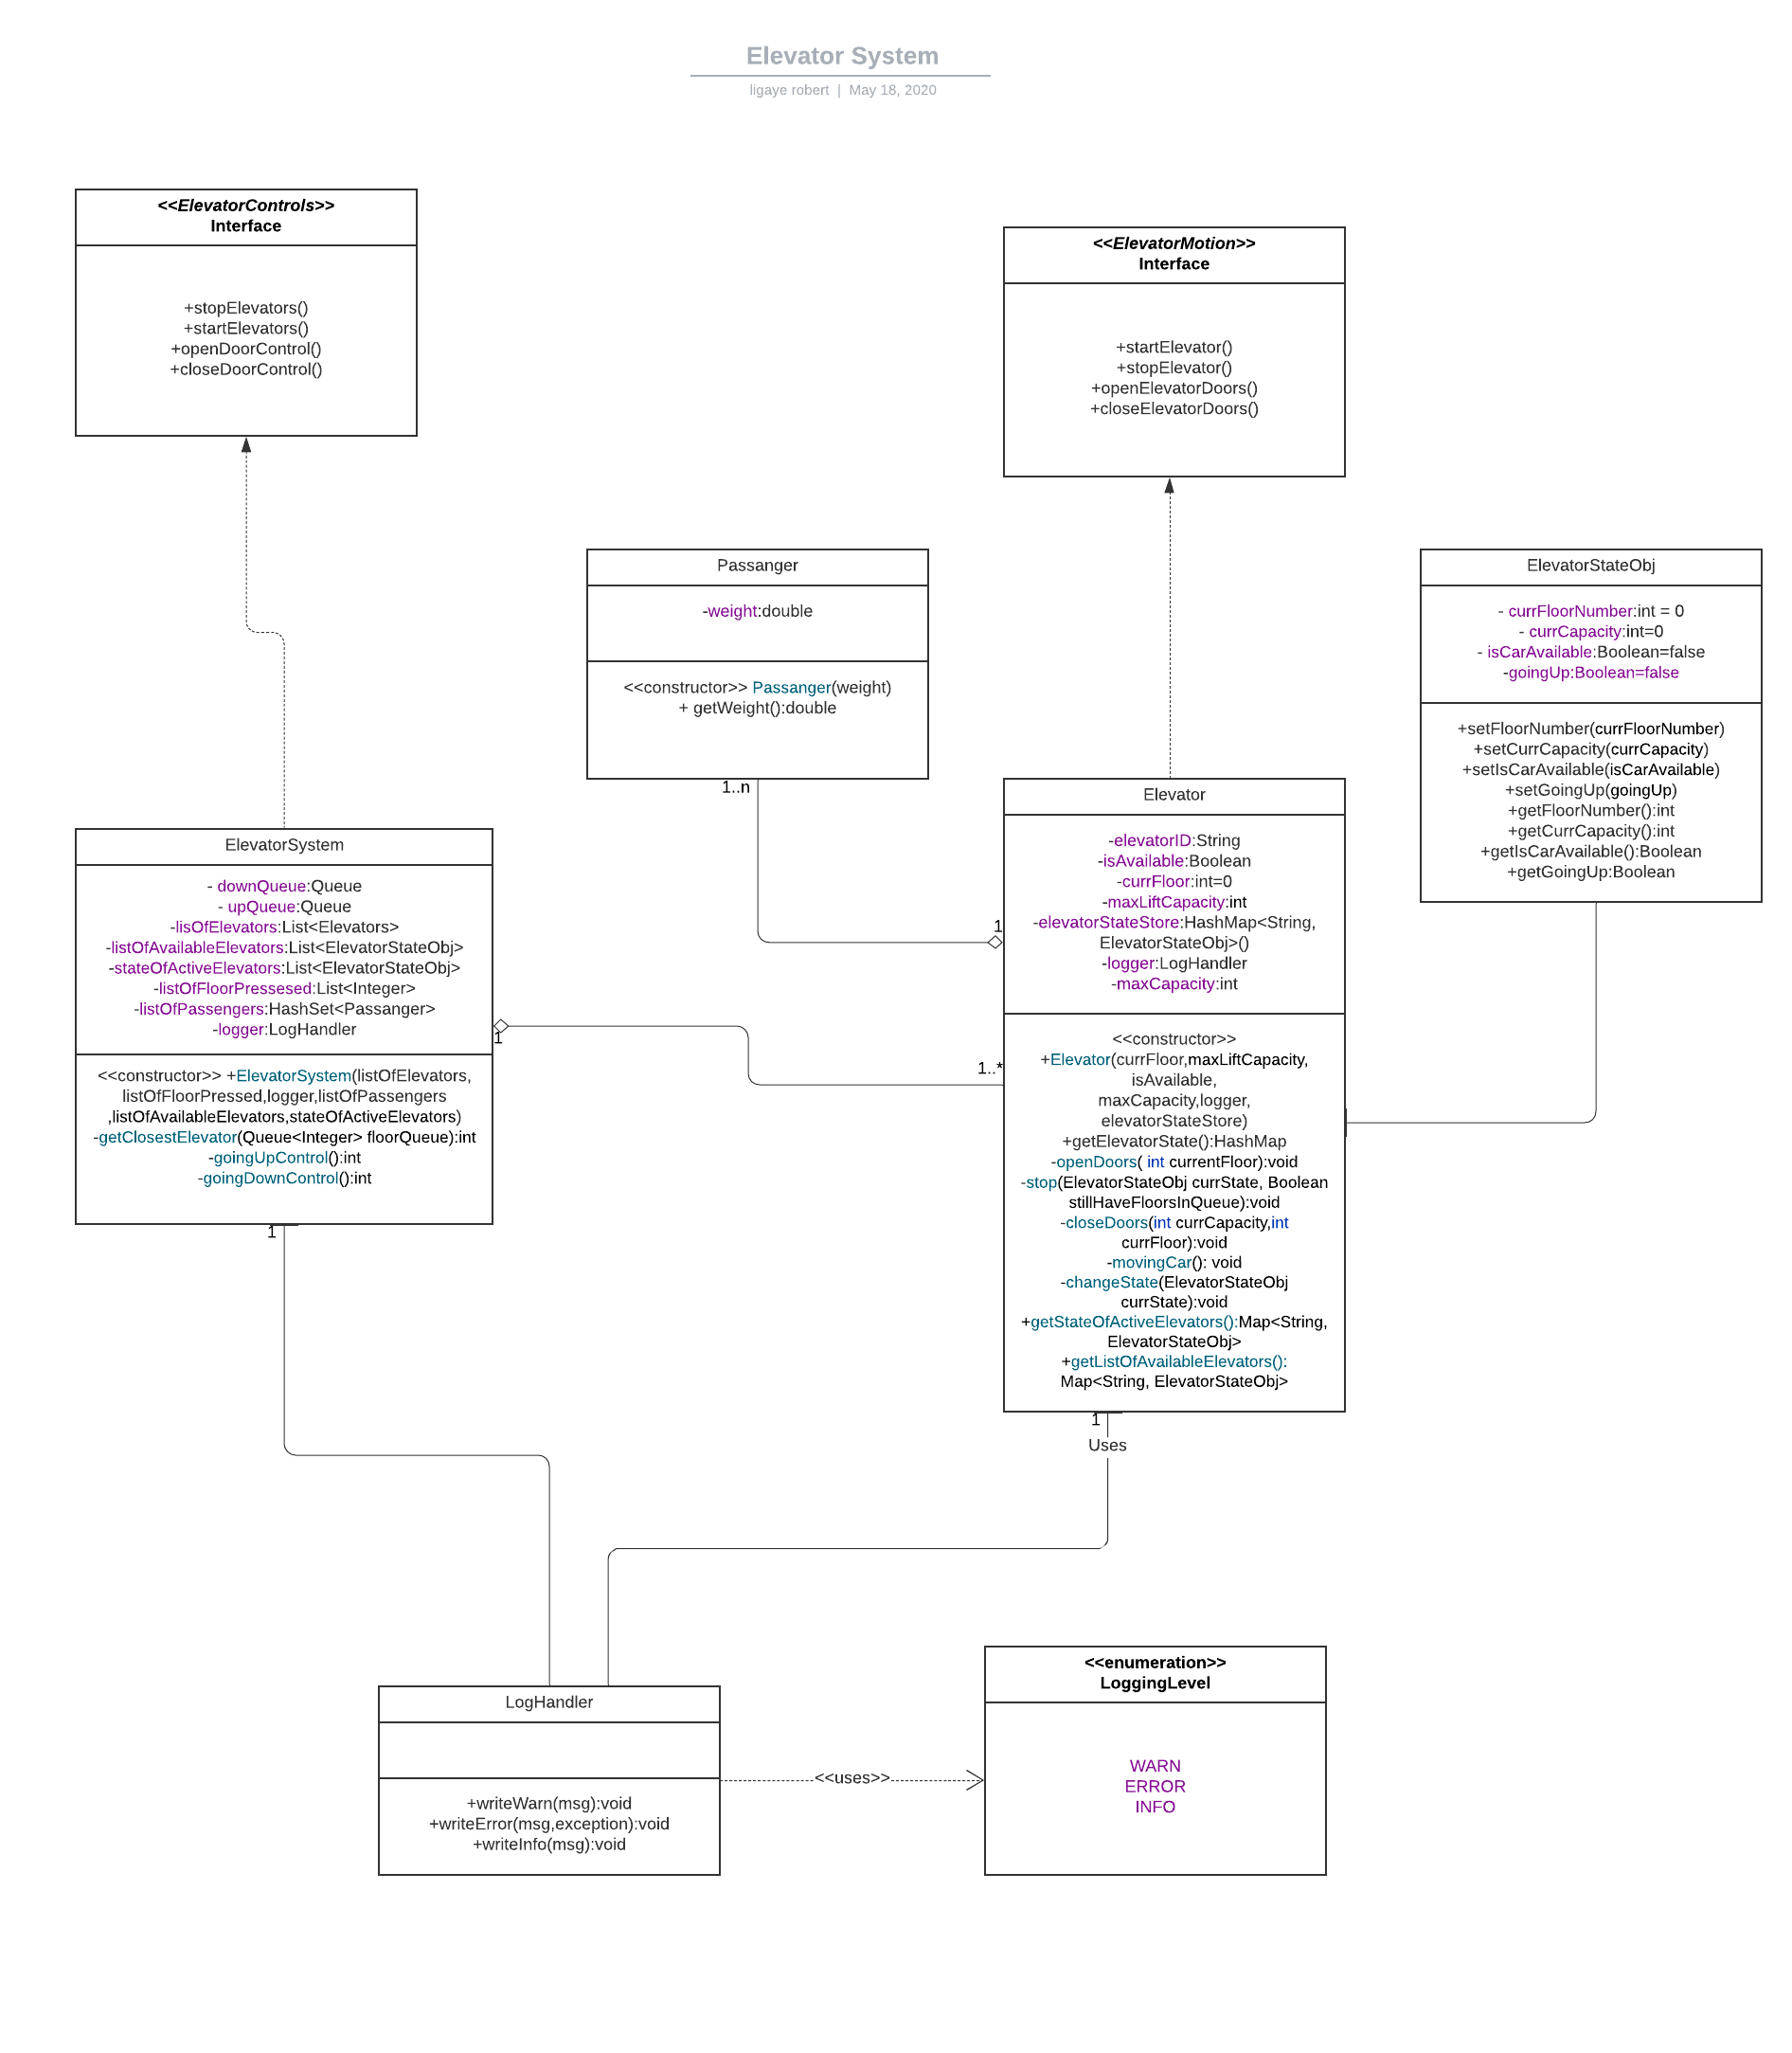 Elevator System
ligaye robert | May 18, 2020
<<ElevatorControls>>
Interface
+stopElevators()
+startElevators()
+openDoorControl()
+closeDoorControl()
<<ElevatorMotion>>
Interface
+startElevator()
+stopElevator()
+openElevatorDoors()
+closeElevatorDoors()
Passanger
-weight:double
<<constructor>> Passanger(weight)
+ getWeight():double
1..n
ElevatorStateObj
- currFloorNumber:int = 0
- currCapacity:int=0
- isCarAvailable:Boolean=false
-goingUp:Boolean=false
+setFloorNumber(currFloorNumber)
+setCurrCapacity(currCapacity)
+setIsCarAvailable(isCarAvailable)
+setGoingUp(goingUp)
+getFloorNumber():int
+getCurrCapacity():int
+getIsCarAvailable():Boolean
+getGoingUp:Boolean
ElevatorSystem
- downQueue:Queue
- upQueue:Queue
-lisOfElevators:List<Elevators>
-listOfAvailableElevators:List<ElevatorStateObj>
-stateOfActiveElevators:List<ElevatorStateObj>
-listOfFloorPressesed:List<Integer>
-listOfPassengers:HashSet<Passanger>
-logger:LogHandler
<<constructor>> +ElevatorSystem(listOfElevators,
listOfFloorPressed,logger,listOfPassengers
,listOfAvailableElevators,stateOfActiveElevators)
-getClosestElevator(Queue<Integer> floorQueue):int
-goingUpControl():int
-goingDownControl():int
1
1
Elevator
-elevatorID:String
-isAvailable:Boolean
-currFloor:int=0
-maxLiftCapacity:int
-elevatorStateStore:HashMap<String,
ElevatorStateObj>()
-logger:LogHandler
-maxCapacity:int
<<constructor>>
+Elevator(currFloor,maxLiftCapacity,
isAvailable,
maxCapacity,logger,
elevatorStateStore)
+getElevatorState():HashMap
-openDoors( int currentFloor):void
-stop(ElevatorStateObj currState, Boolean
stillHaveFloorsInQueue):void
-closeDoors(int currCapacity,int
currFloor):void
-movingCar(): void
-changeState(ElevatorStateObj
currState):void
+getStateOfActiveElevators():Map<String,
ElevatorStateObj>
+getListOfAvailableElevators():
Map<String, ElevatorStateObj>
1
1..*
1
Uses
LogHandler
+writeWarn(msg):void
+writeError(msg,exception):void
+writeInfo(msg):void
<<uses>>
<<enumeration>>
LoggingLevel
WARN
ERROR
INFO